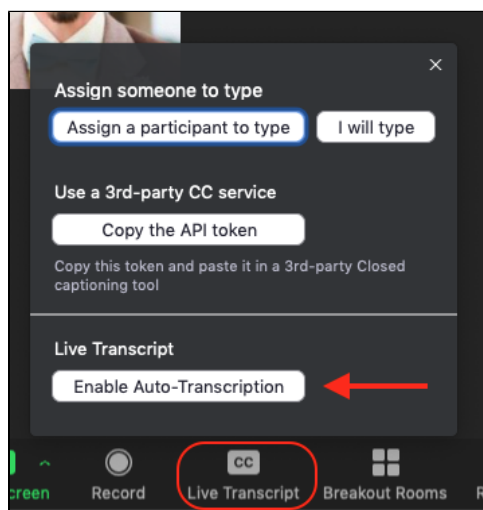 Assign someone to type
Assign a participant to type I will type
Use a 3rd-party CC service
Copy the API token
Copy this token and paste it in a 3rd-party Closed
captioning tool
Live Transcript
Enable Auto-Transcription
CC
creen Record Live Transcript Breakout Rooms